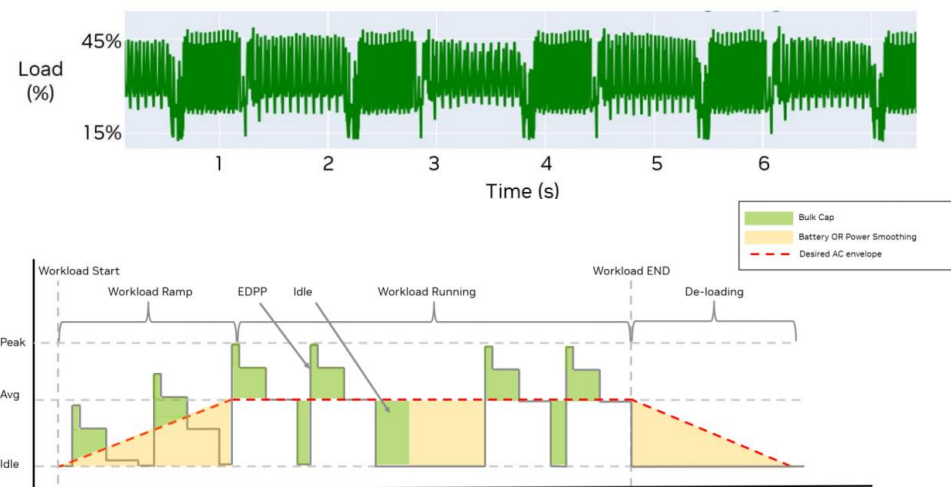 45%
Load
(%)
15%
1 2 3 4 5 6
Time (s)
Bulk Cap
Battery OR Power Smoothing
Desired AC envelope
Workload Start
Workload END
Workload Ramp
EDPP
Idle
Workload Running
De-loading
Peak
Avg
Idle